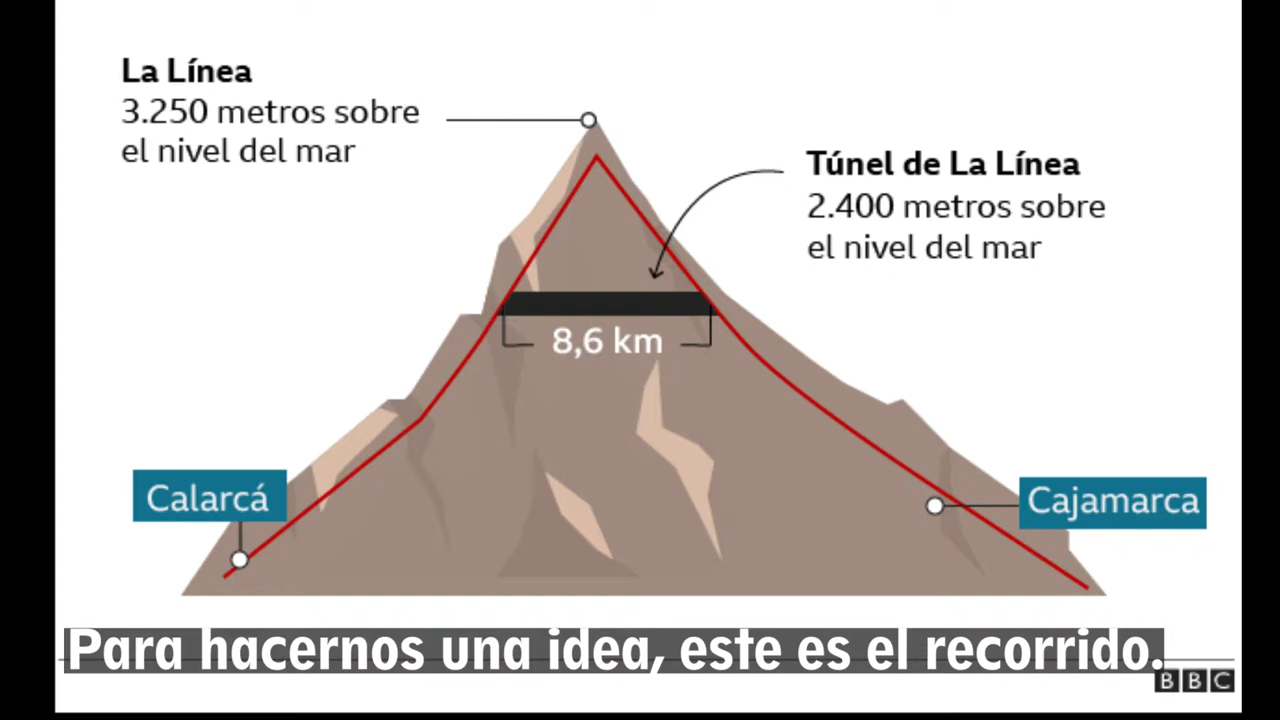 La Línea
3.250 metros sobre
el nivel del mar
Túnel de La Línea
2.400 metros sobre
el nivel del mar
8,6 km
Calarcá
Cajamarca
Para hacernos una idea, este es el recorrido.
BBC